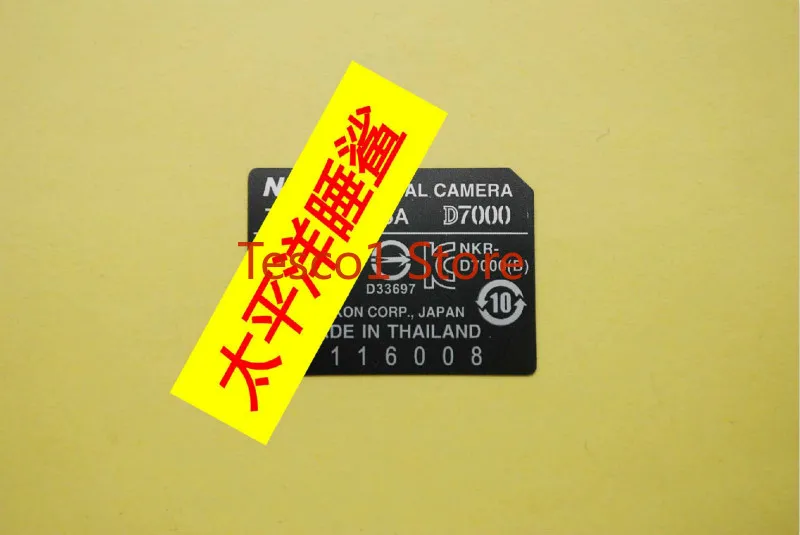 太平洋睡鲨
Tesco1 Store
AL CAMERA
A D7000
NKR-
D7000(B)
D33697
10
KON CORP., JAPAN
DE IN THAILAND
116008